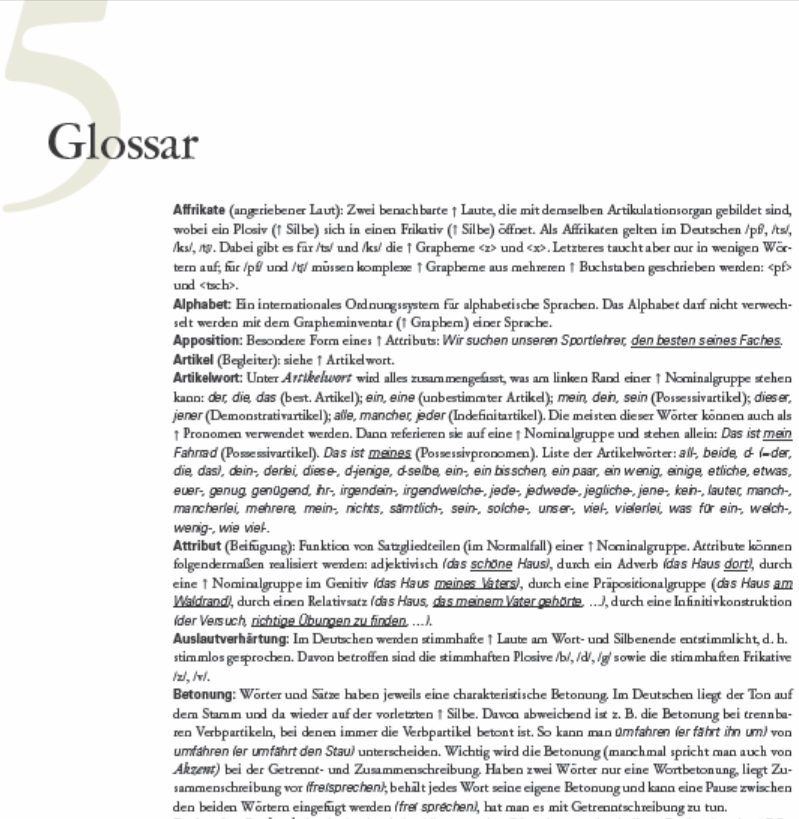 5
Glossar
Affrikate (angeriebener Laut): Zwei benachbarte ↑ Laute, die mit demselben Artikulationsorgan gebildet sind,
wobei ein Plosiv (↑ Silbe) sich in einen Frikativ (↑ Silbe) öffnet. Als Affrikaten gelten im Deutschen /pf/, /ts/,
/ks/, /tʃ/. Dabei gibt es für /ts/ und /ks/ die ↑ Grapheme <z> und <x>. Letzteres taucht aber nur in wenigen Wör-
tern auf; für /pf/ und /tʃ/ müssen komplexe ↑ Grapheme aus mehreren ↑ Buchstaben geschrieben werden: <pf>
und <tsch>.
Alphabet: Ein internationales Ordnungssystem für alphabetische Sprachen. Das Alphabet darf nicht verwech-
selt werden mit dem Grapheminventar (↑ Graphem) einer Sprache.
Apposition: Besondere Form eines ↑ Attributs: Wir suchen unseren Sportlehrer, den besten seines Faches.
Artikel (Begleiter): siehe ↑ Artikelwort.
Artikelwort: Unter Artikelwort wird alles zusammengefasst, was am linken Rand einer ↑ Nominalgruppe stehen
kann: der, die, das (best. Artikel); ein, eine (unbestimmter Artikel); mein, dein, sein (Possessivartikel); dieser,
jener (Demonstrativartikel); alle, mancher, jeder (Indefinitartikel). Die meisten dieser Wörter können auch als
↑ Pronomen verwendet werden. Dann referieren sie auf eine ↑ Nominalgruppe und stehen allein: Das ist mein
Fahrrad (Possessivartikel). Das ist meines (Possessivpronomen). Liste der Artikelwörter: all-, beide, d- (=der,
die, das), dein-, derlei, diese-, d-jenige, d-selbe, ein-, ein bisschen, ein paar, ein wenig, einige, etliche, etwas,
euer-, genug, genügend, ihr-, irgendein-, irgendwelche-, jede-, jedwede-, jegliche-, jene-, kein-, lauter, manch-,
mancherlei, mehrere, mein-, nichts, sämtlich-, sein-, solche-, unser-, viel-, vielerlei, was für ein-, welch-,
wenig-, wie viel-.
Attribut (Beifügung): Funktion von Satzgliedteilen (im Normalfall) einer ↑ Nominalgruppe. Attribute können
folgendermaßen realisiert werden: adjektivisch (das schöne Haus), durch ein Adverb (das Haus dort), durch
eine ↑ Nominalgruppe im Genitiv (das Haus meines Vaters), durch eine Präpositionalgruppe (das Haus am
Waldrand), durch einen Relativsatz (das Haus, das meinem Vater gehörte, ...), durch eine Infinitivkonstruktion
(der Versuch, richtige Übungen zu finden, ...).
Auslautverhärtung: Im Deutschen werden stimmhafte ↑ Laute am Wort- und Silbenende entstimmlicht, d. h.
stimmlos gesprochen. Davon betroffen sind die stimmhaften Plosive /b/, /d/, /g/ sowie die stimmhaften Frikative
/z/, /v/.
Betonung: Wörter und Sätze haben jeweils eine charakteristische Betonung. Im Deutschen liegt der Ton auf
dem Stamm und da wieder auf der vorletzten ↑ Silbe. Davon abweichend ist z. B. die Betonung bei trennba-
ren Verbpartikeln, bei denen immer die Verbpartikel betont ist. So kann man úmfahren (er fährt ihn um) von
umfáhren (er umfährt den Stau) unterscheiden. Wichtig wird die Betonung (manchmal spricht man auch von
Akzent) bei der Getrennt- und Zusammenschreibung. Haben zwei Wörter nur eine Wortbetonung, liegt Zu-
sammenschreibung vor (fréisprechen); behält jedes Wort seine eigene Betonung und kann eine Pause zwischen
den beiden Wörtern eingefügt werden (fréi spréchen), hat man es mit Getrenntschreibung zu tun.